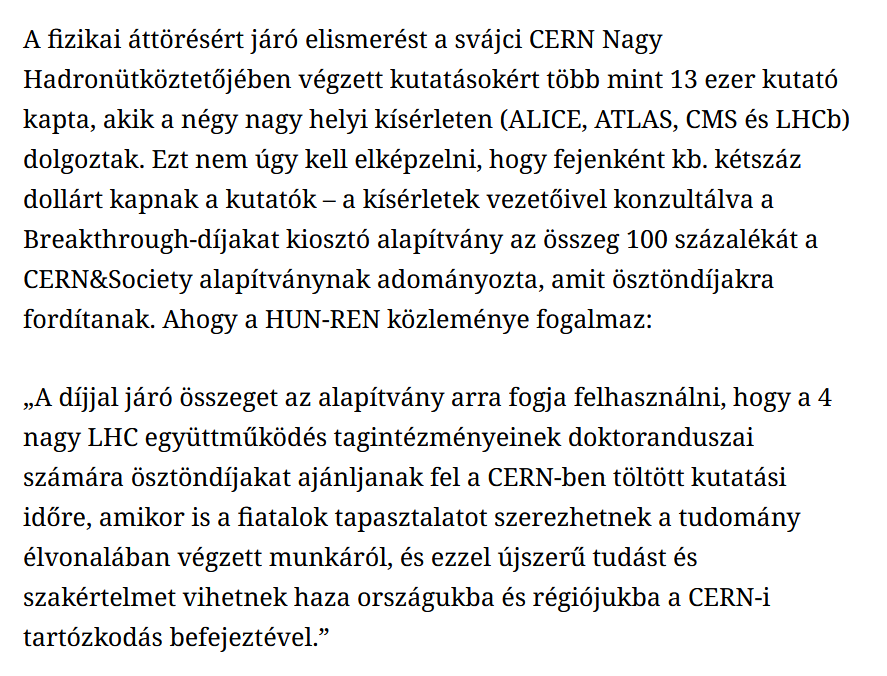 A fizikai áttörésért járó elismerést a svájci CERN Nagy
Hadronütköztetőjében végzett kutatásokért több mint 13 ezer kutató
kapta, akik a négy nagy helyi kísérleten (ALICE, ATLAS, CMS és LHCb)
dolgoztak. Ezt nem úgy kell elképzelni, hogy fejenként kb. kétszáz
dollárt kapnak a kutatók – a kísérletek vezetőivel konzultálva a
Breakthrough-díjakat kiosztó alapítvány az összeg 100 százalékát a
CERN&Society alapítványnak adományozta, amit ösztöndíjakra
fordítanak. Ahogy a HUN-REN közleménye fogalmaz:
„A díjjal járó összeget az alapítvány arra fogja felhasználni, hogy a 4
nagy LHC együttműködés tagintézményeinek doktoranduszai
számára ösztöndíjakat ajánljanak fel a CERN-ben töltött kutatási
időre, amikor is a fiatalok tapasztalatot szerezhetnek a tudomány
élvonalában végzett munkáról, és ezzel újszerű tudást és
szakértelmet vihetnek haza országukba és régiójukba a CERN-i
tartózkodás befejeztével.”